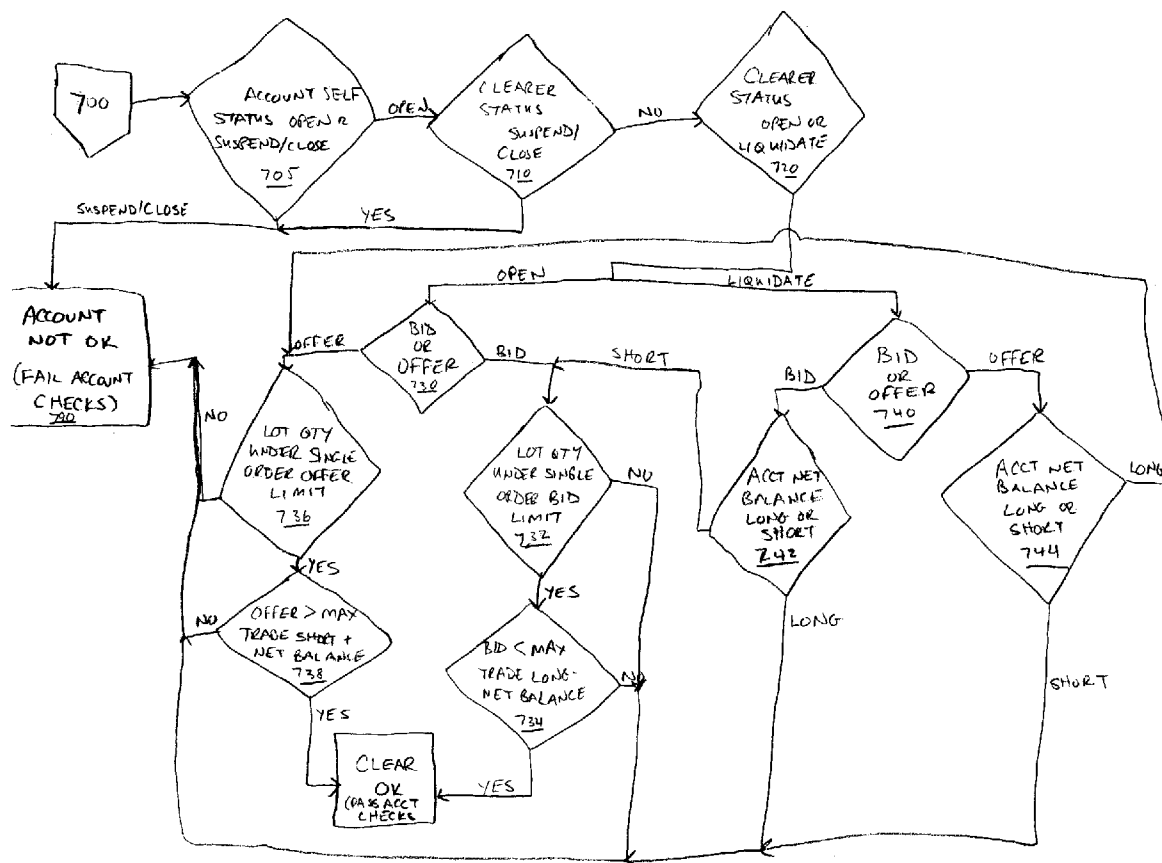 700
ACCOUNT SELF
STATUS OPEN OR
SUSPEND/CLOSE
705
OPEN
CLEARER
STATUS
SUSPEND/
CLOSE
710
NO
CLEARER
STATUS
OPEN OR
LIQUIDATE
720
SUSPEND/CLOSE
YES
OPEN
LIQUIDATE
ACCOUNT
NOT OK
(FAIL ACCOUNT
CHECKS)
790
NO
OFFER
BID
OR
OFFER
730
BID
SHORT
BID
BID
OR
OFFER
740
OFFER
LOT QTY
UNDER SINGLE
ORDER OFFER
LIMIT
736
LOT QTY
UNDER SINGLE
ORDER BID
LIMIT
732
NO
ACCT NET
BALANCE
LONG OR
SHORT
742
ACCT NET
BALANCE
LONG OR
SHORT
744
LONG
YES
YES
NO
OFFER > MAX
TRADE SHORT +
NET BALANCE
738
BID < MAX
TRADE LONG-
NET BALANCE
734
NO
LONG
SHORT
YES
CLEAR
OK
(PASS ACCT
CHECKS
YES